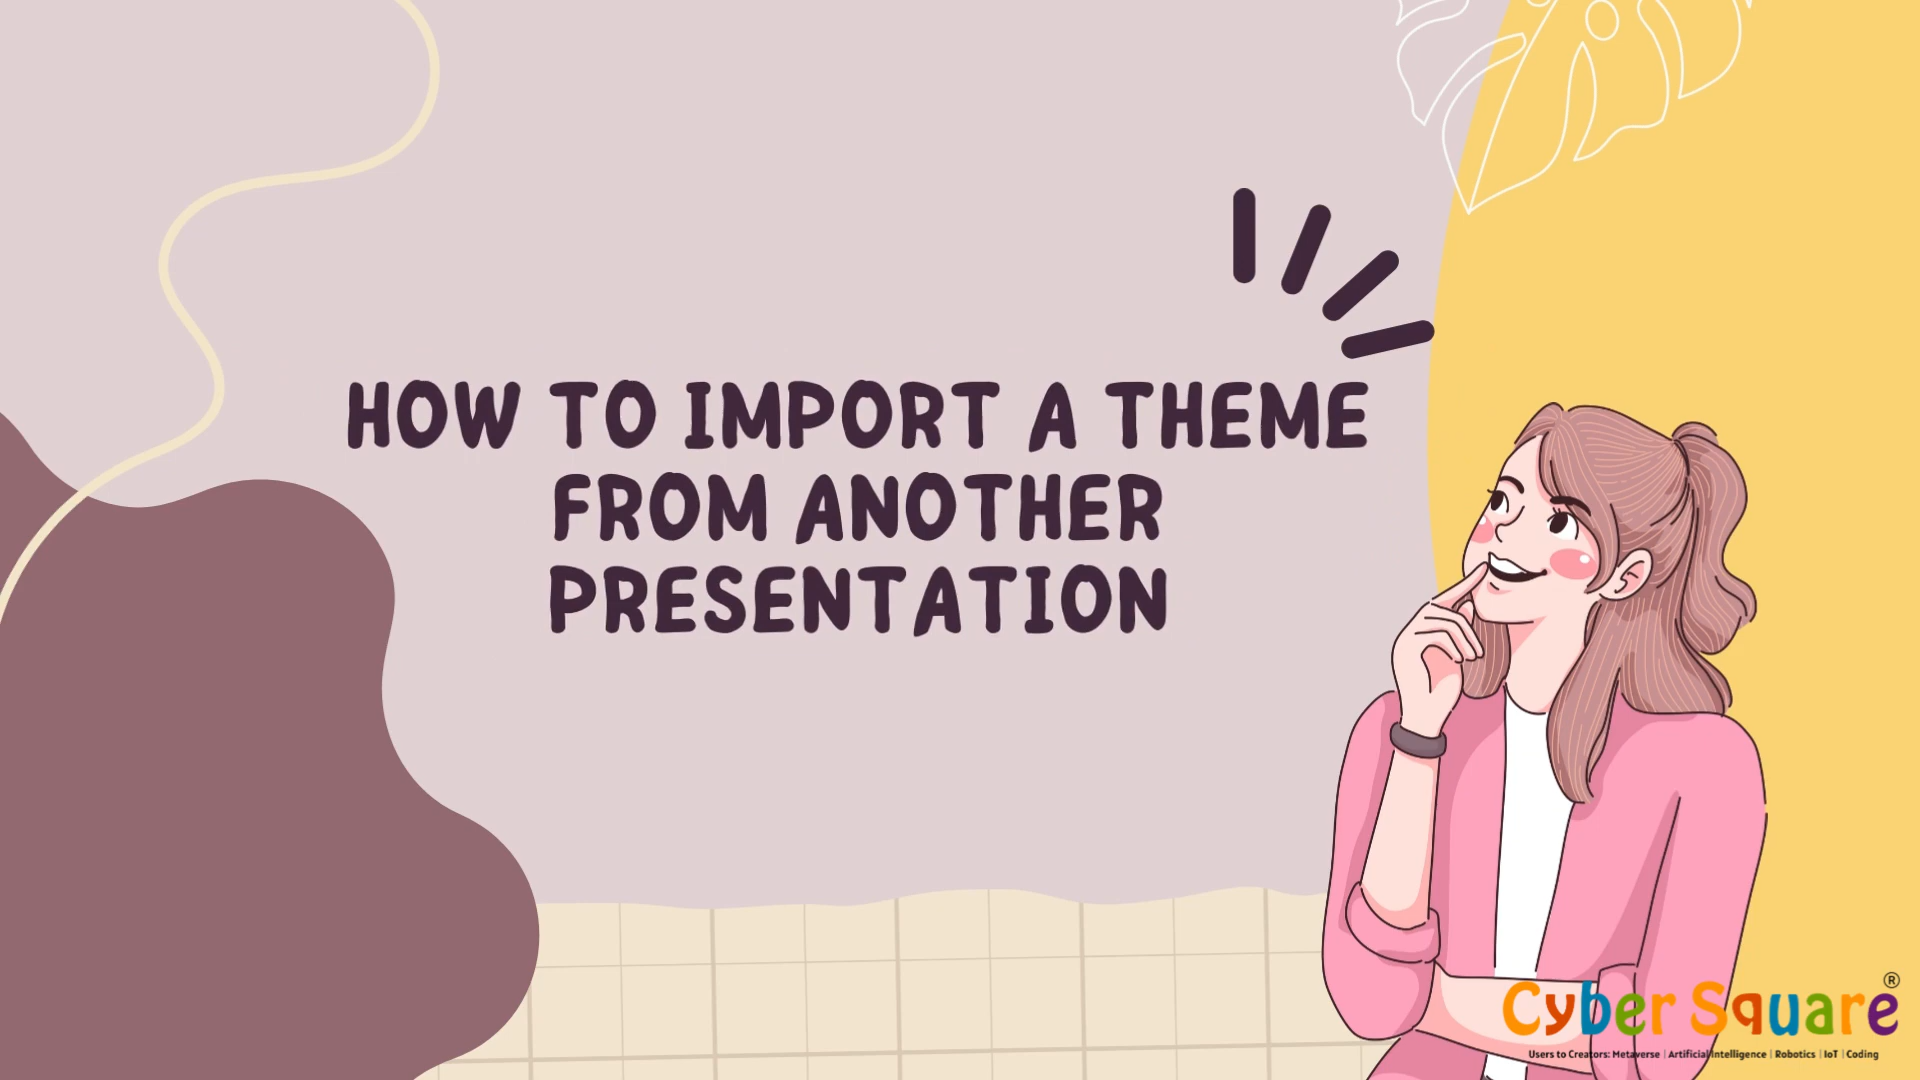 HOW TO IMPORT A THEME
FROM ANOTHER
PRESENTATION
Cyber Square®
Users to Creators: Metaverse | Artificial Intelligence | Robotics | IoT | Coding